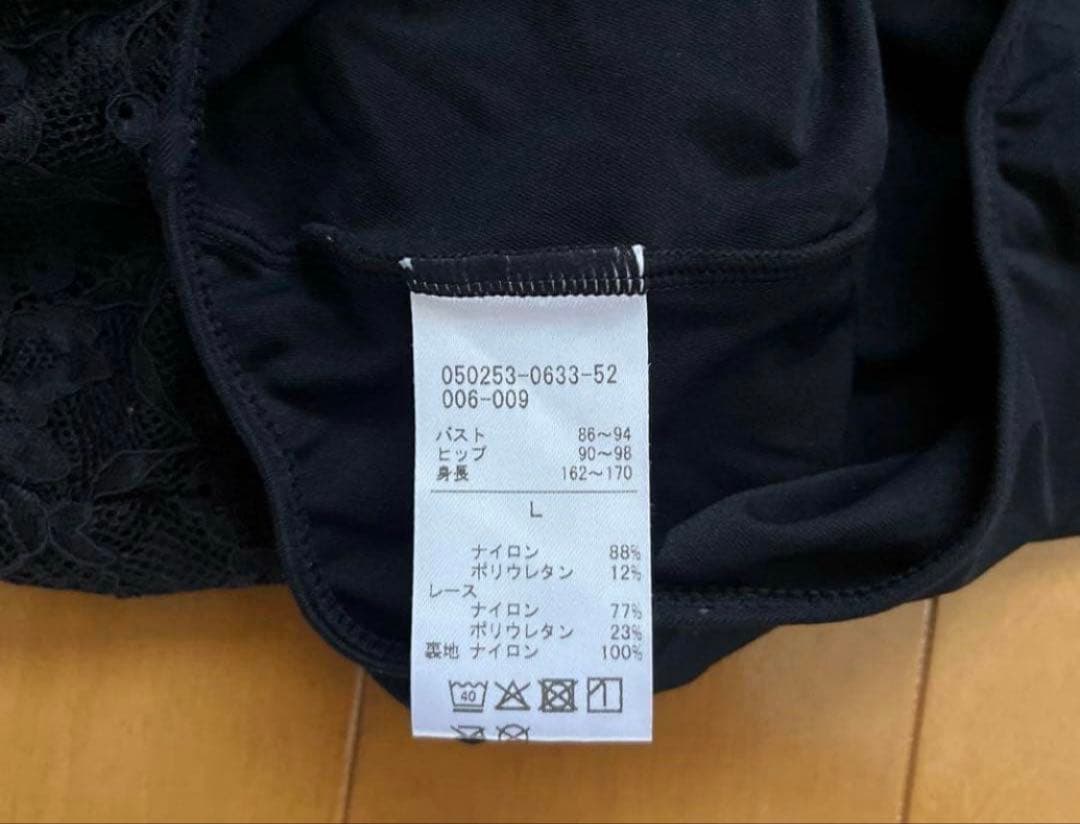 050253-0633-52
006-009
バスト 86～94
ヒップ 90～98
身長 162～170
L
ナイロン 88%
ポリウレタン 12%
レース
ナイロン 77%
ポリウレタン 23%
裏地 ナイロン 100%
40